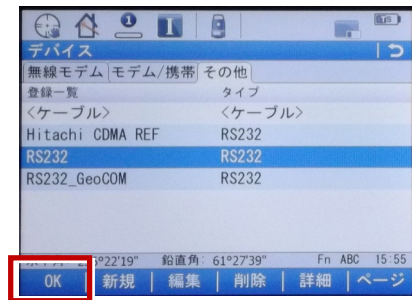 デバイス
無線モデム モデム/携帯 その他
登録一覧 タイプ
<ケーブル> <ケーブル>
Hitachi CDMA REF RS232
RS232 RS232
RS232_GeoCOM RS232
°22'19" 鉛直角: 61°27'39" Fn ABC 15:55
OK 新規 編集 削除 詳細 ページ